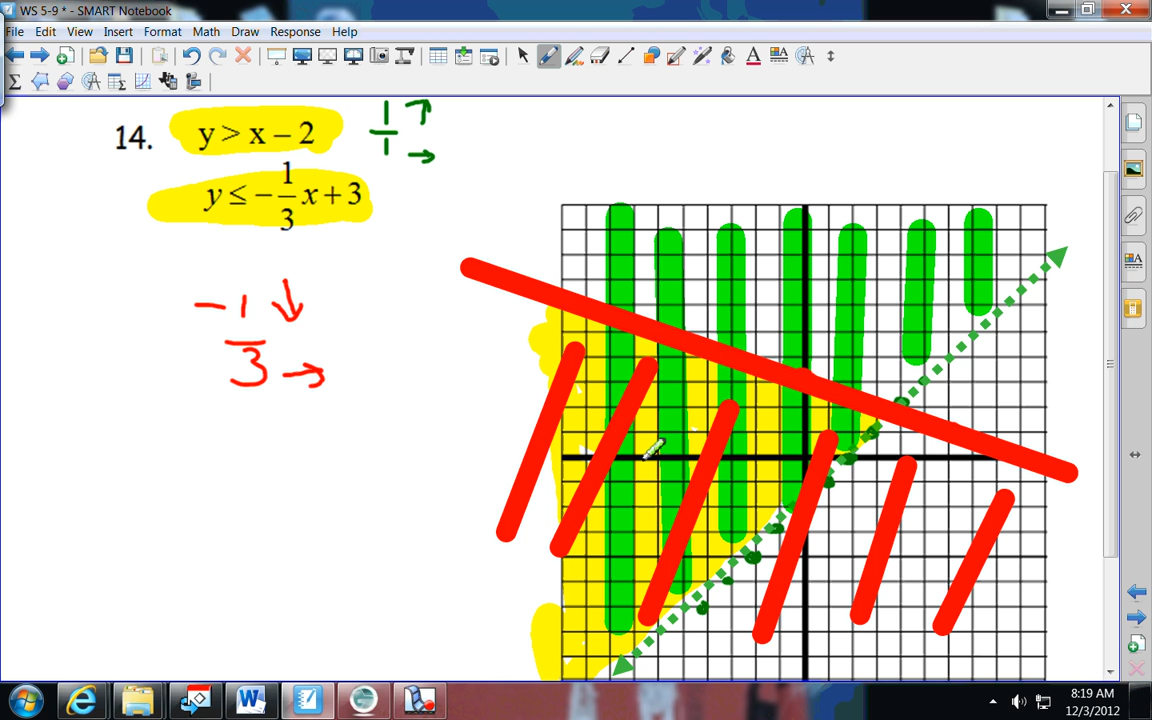 WS 5-9 * - SMART Notebook
File Edit View Insert Format Math Draw Response Help
14. y > x – 2
y ≤ –1/3x + 3
1/1 ↑ →
–1 ↓
3 →
8:19 AM
12/3/2012